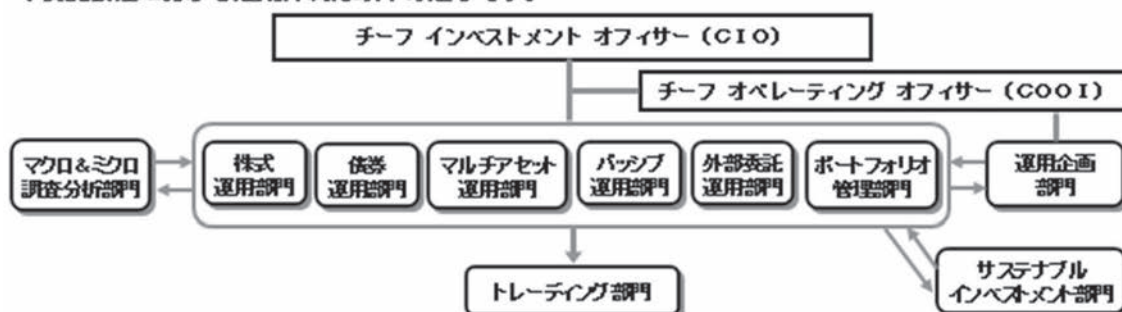 チーフ インベストメント オフィサー（CIO）
チーフ オペレーティング オフィサー（COOI）
マクロ&ミクロ
調査分析部門
株式
運用部門
債券
運用部門
マルチアセット
運用部門
パッシブ
運用部門
外部委託
運用部門
ポートフォリオ
管理部門
運用企画
部門
トレーディング部門
サステナブル
インベストメント部門